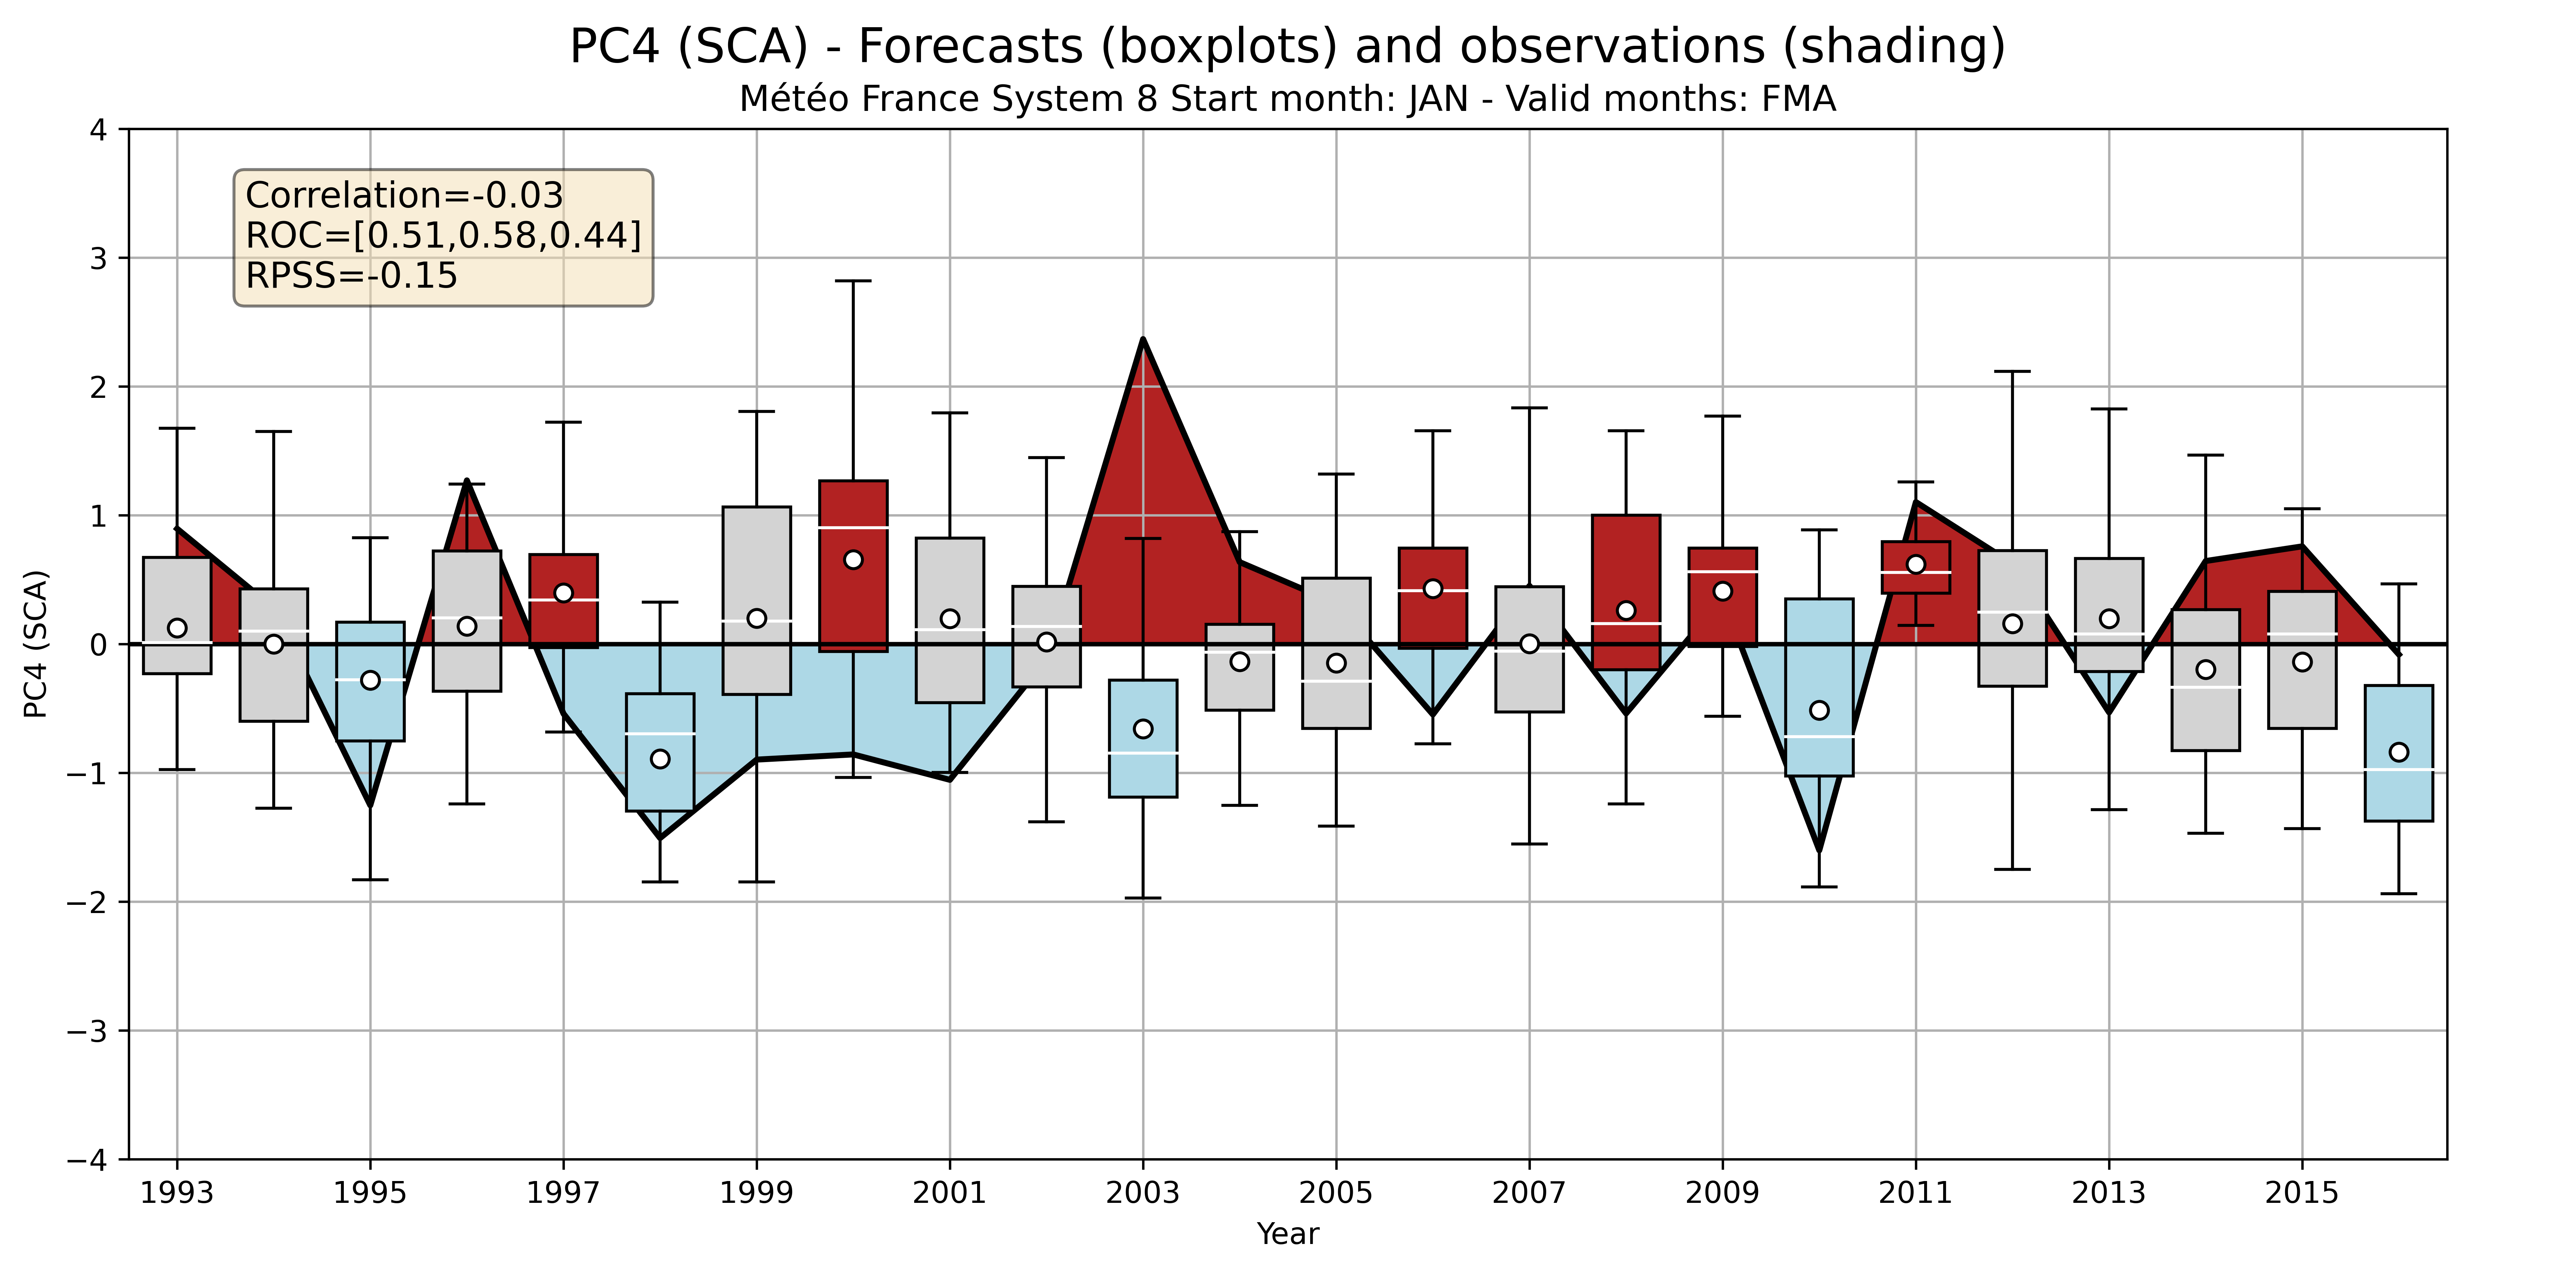 PC4 (SCA) - Forecasts (boxplots) and observations (shading)
Météo France System 8 Start month: JAN - Valid months: FMA
Correlation=-0.03
ROC=[0.51,0.58,0.44]
RPSS=-0.15
PC4 (SCA)
4
3
2
1
0
−1
−2
−3
−4
1993 1995 1997 1999 2001 2003 2005 2007 2009 2011 2013 2015
Year